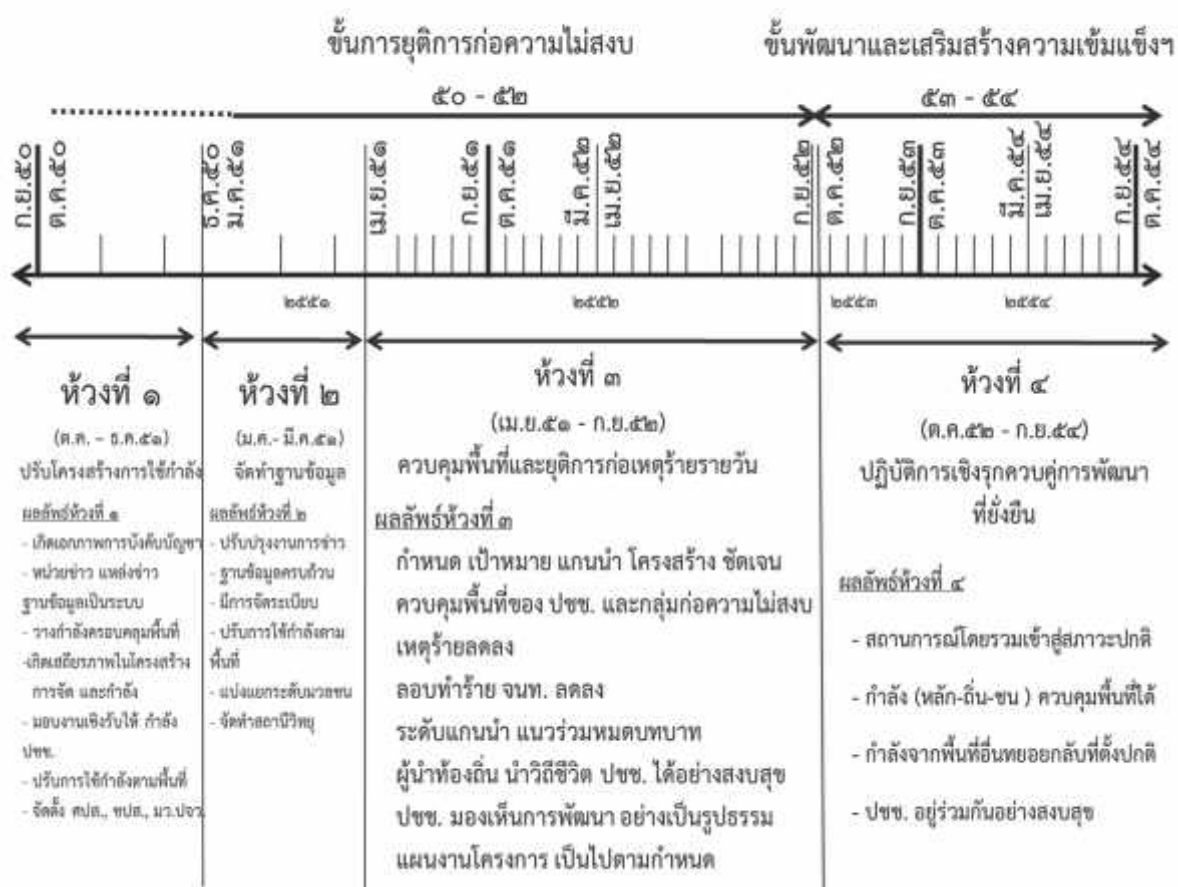 ขั้นการยุติการก่อความไม่สงบ
ขั้นพัฒนาและเสริมสร้างความเข้มแข็งฯ
๕๐ - ๕๒
๕๓ - ๕๔
ก.ย.๕๐
ต.ค.๕๐
ธ.ค.๕๐
ม.ค.๕๑
เม.ย.๕๑
ก.ย.๕๑
ต.ค.๕๑
มี.ค.๕๒
เม.ย.๕๒
ก.ย.๕๒
ต.ค.๕๒
ก.ย.๕๓
ต.ค.๕๓
มี.ค.๕๔
เม.ย.๕๔
ก.ย.๕๔
ต.ค.๕๔
๒๕๕๑
๒๕๕๒
๒๕๕๓
๒๕๕๔
ห้วงที่ ๑
(ต.ค. – ธ.ค.๕๑)
ปรับโครงสร้างการใช้กำลัง
ผลลัพธ์ห้วงที่ ๑
- เกิดเอกภาพการบังคับบัญชา
- หน่วยข่าว แหล่งข่าว
ฐานข้อมูลเป็นระบบ
- วางกำลังครอบคลุมพื้นที่
-เกิดเสถียรภาพในโครงสร้าง
การจัด และกำลัง
- มอบงานเชิงรับให้ กำลัง
ปชช.
- ปรับการใช้กำลังตามพื้นที่
- จัดตั้ง ศปส., ชปส., มว.ปจว
ห้วงที่ ๒
(ม.ค.- มี.ค.๕๑)
จัดทำฐานข้อมูล
ผลลัพธ์ห้วงที่ ๒
- ปรับปรุงงานการข่าว
- ฐานข้อมูลครบถ้วน
- มีการจัดระเบียบ
- ปรับการใช้กำลังตาม
พื้นที่
- แบ่งแยกระดับมวลชน
- จัดทำสถานีวิทยุ
ห้วงที่ ๓
(เม.ย.๕๑ - ก.ย.๕๒)
ควบคุมพื้นที่และยุติการก่อเหตุร้ายรายวัน
ผลลัพธ์ห้วงที่ ๓
กำหนด เป้าหมาย แกนนำ โครงสร้าง ชัดเจน
ควบคุมพื้นที่ของ ปชช. และกลุ่มก่อความไม่สงบ
เหตุร้ายลดลง
ลอบทำร้าย จนท. ลดลง
ระดับแกนนำ แนวร่วมหมดบทบาท
ผู้นำท้องถิ่น นำวิถีชีวิต ปชช. ได้อย่างสงบสุข
ปชช. มองเห็นการพัฒนา อย่างเป็นรูปธรรม
แผนงานโครงการ เป็นไปตามกำหนด
ห้วงที่ ๔
(ต.ค.๕๒ - ก.ย.๕๔)
ปฏิบัติการเชิงรุกควบคู่การพัฒนา
ที่ยั่งยืน
ผลลัพธ์ห้วงที่ ๔
- สถานการณ์โดยรวมเข้าสู่สภาวะปกติ
- กำลัง (หลัก-ถิ่น-ชน ) ควบคุมพื้นที่ได้
- กำลังจากพื้นที่อื่นทยอยกลับที่ตั้งปกติ
- ปชช. อยู่ร่วมกันอย่างสงบสุข